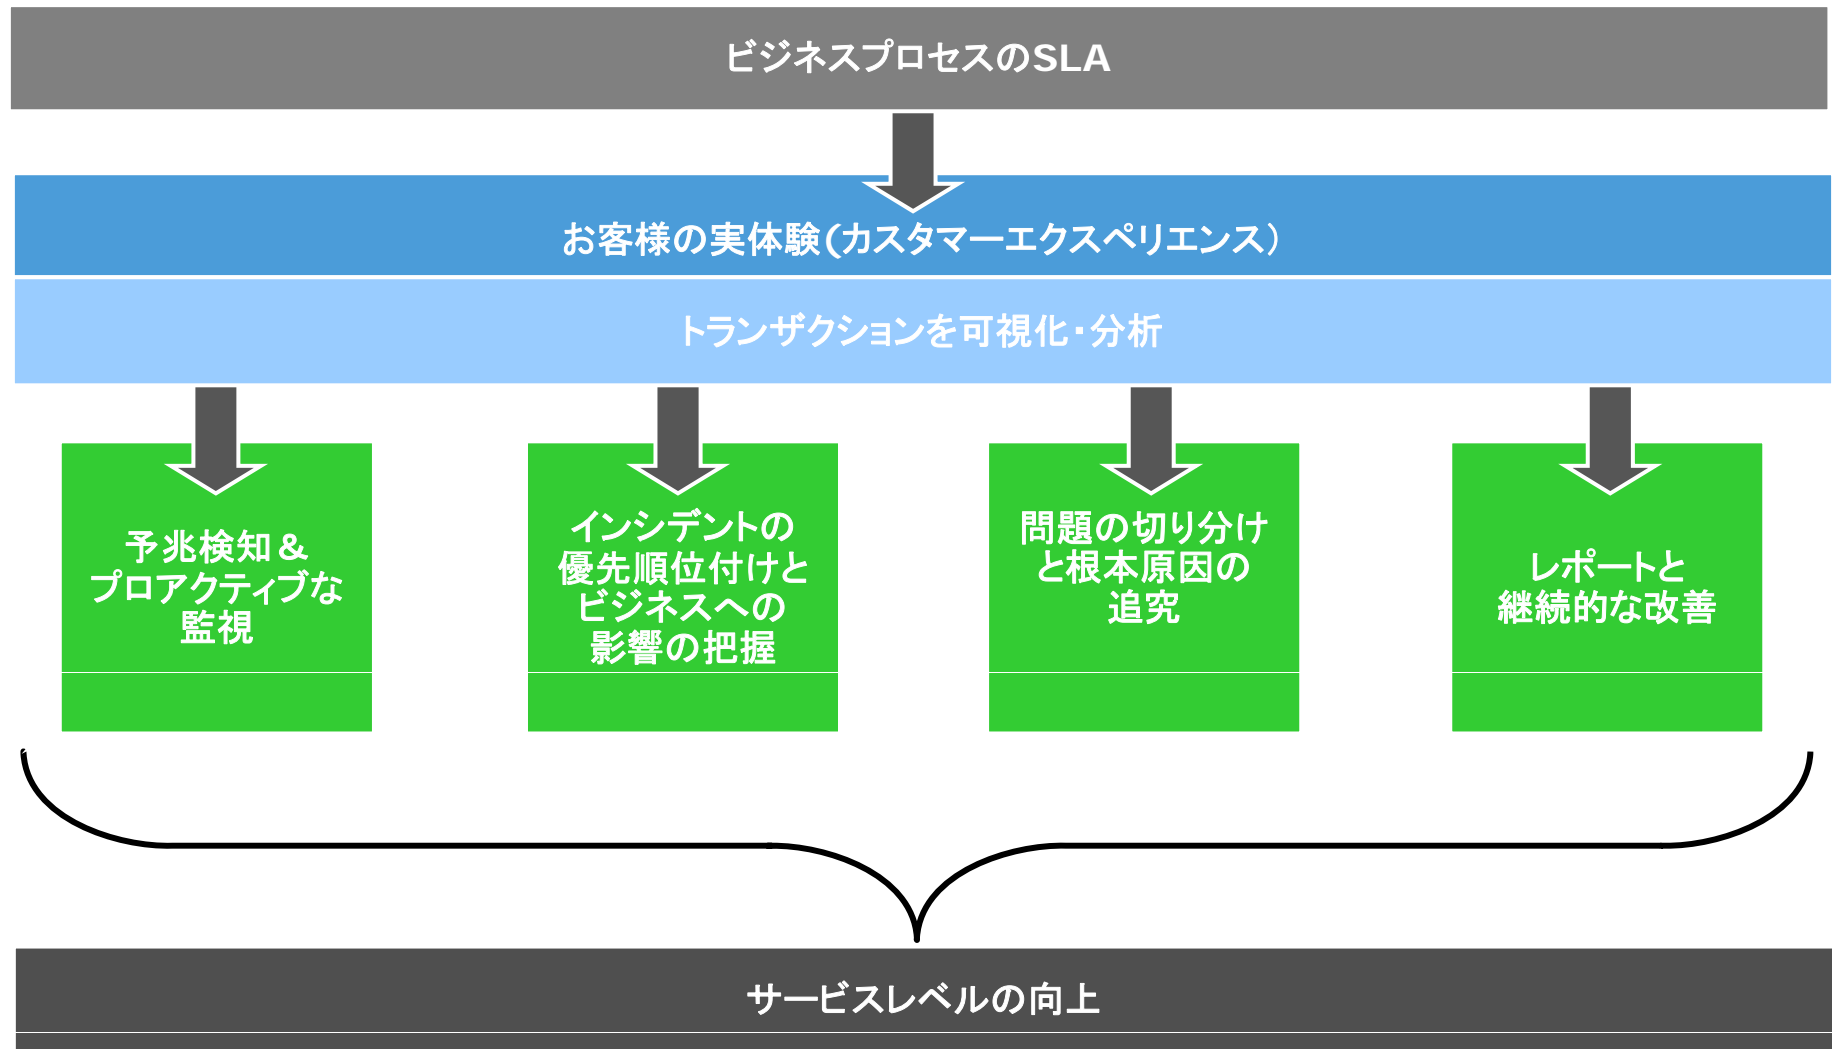 ビジネスプロセスのSLA
お客様の実体験(カスタマーエクスペリエンス)
トランザクションを可視化・分析
予兆検知&
プロアクティブな
監視
インシデントの
優先順位付けと
ビジネスへの
影響の把握
問題の切り分け
と根本原因の
追究
レポートと
継続的な改善
サービスレベルの向上